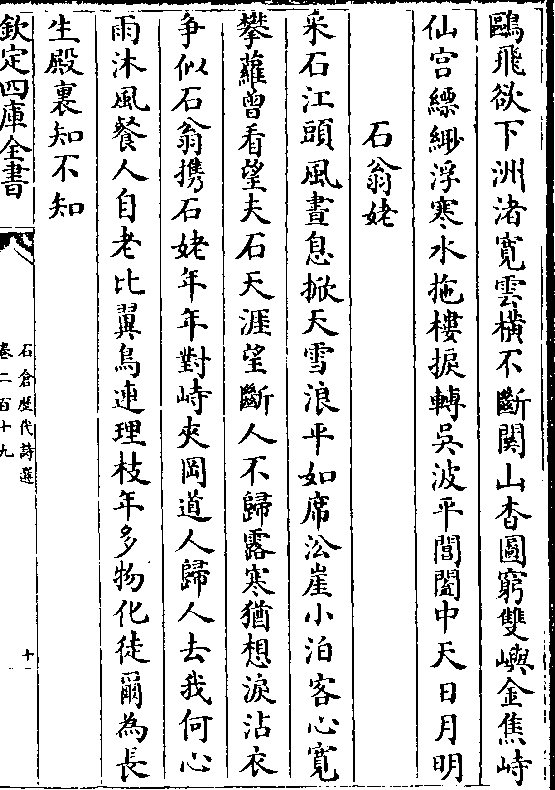 鷗飛欲下洲渚寛雲橫不斷關山杳圖窮雙嶼金焦峙
仙宫縹緲浮寒水拖樓捩轉吳波平閶闔中天日月明
石翁姥
采石江頭風晝息掀天雪浪平如席㳂崖小泊客心寛
攀蘿曾看望夫石天涯望斷人不歸露寒猶想淚沾衣
争似石翁携石姥年年對峙夾岡道人歸人去我何心
雨沐風餐人自老比翼鳥連理枝年多物化徒爾為長
生殿裏知不知
欽定四庫全書
石倉歴代詩選
卷二百十九
十